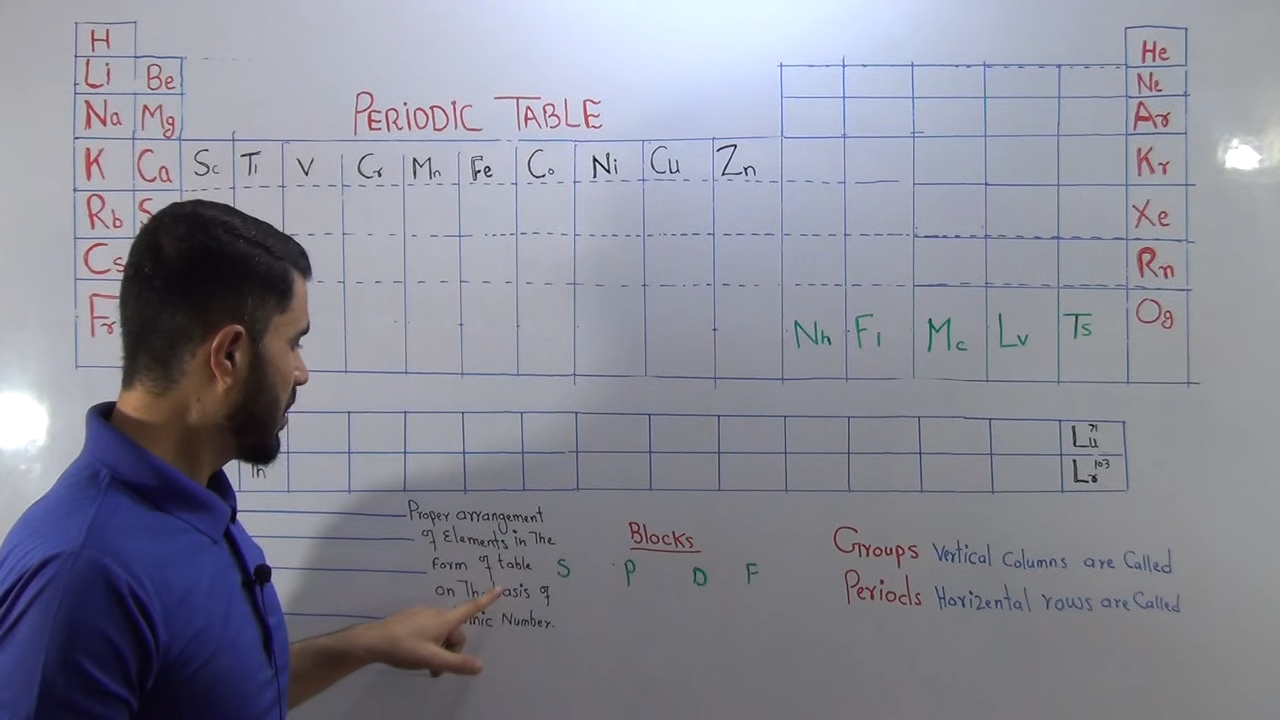 H He
Li Be Ne
PERIODIC TABLE
Na Mg Ar
K Ca Sc Ti V Cr Mn Fe Co Ni Cu Zn Kr
Rb Xe
Cs Rn
Fr Nh Fl Mc Lv Ts Og
Lu 71
Th Lr 103
Proper arrangement
of Elements in The
form of table
on The basis of
Number.
Blocks
S P D F
Groups Vertical Columns are Called
Periods Horizental rows are Called